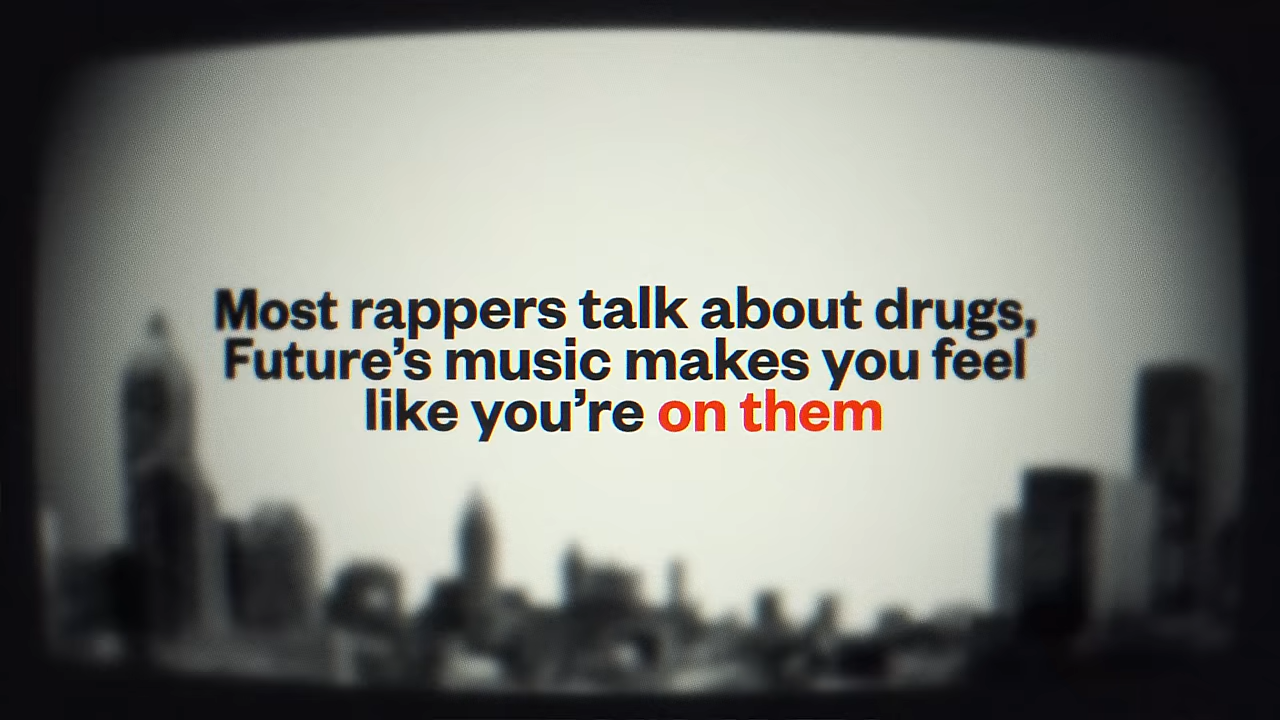 Most rappers talk about drugs,
Future’s music makes you feel
like you’re on them